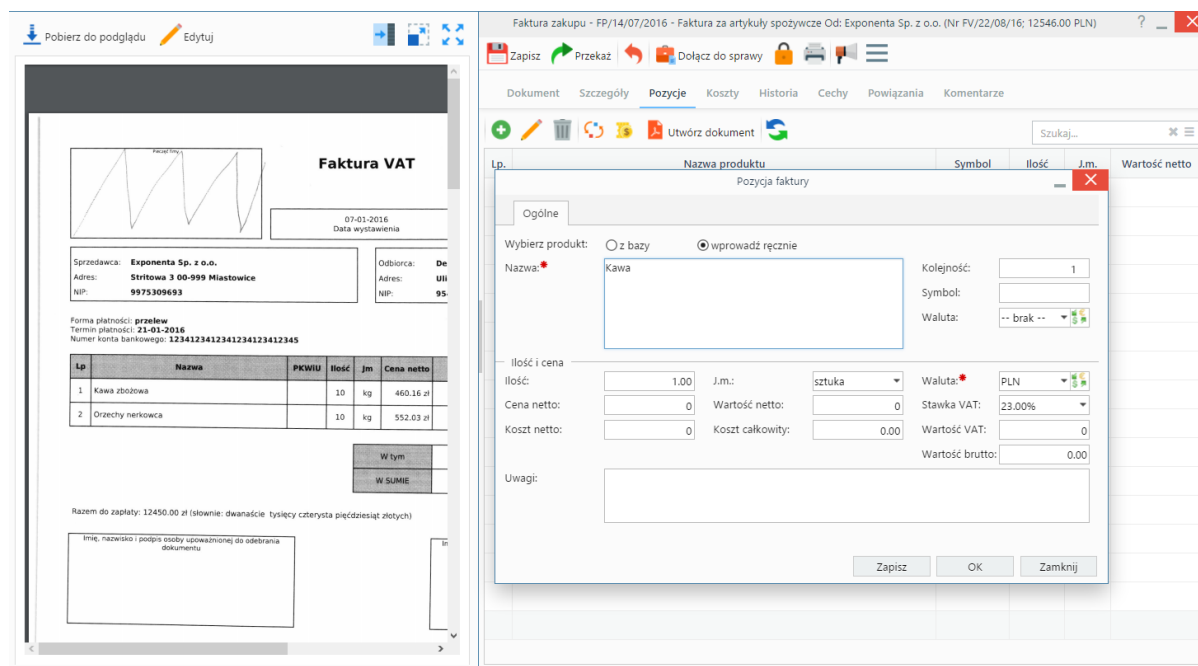 Pobierz do podglądu Edytuj
Pieczęć firmy
Faktura VAT
07-01-2016
Data wystawienia
Sprzedawca: Exponenta Sp. z o.o.
Adres: Stritowa 3 00-999 Miastowice
NIP: 9975309693
Odbiorca: De
Adres: Uli
NIP: 95-
Forma płatności: przelew
Termin płatności: 21-01-2016
Numer konta bankowego: 12341234123412341234123412345
Lp Nazwa PKWiU Ilość Jm Cena netto
1 Kawa zbożowa 10 kg 460.16 zł
2 Orzechy nerkowca 10 kg 552.03 zł
W tym
W SUMIE
Razem do zapłaty: 12450.00 zł (słownie: dwanaście tysięcy czterysta pięćdziesiąt złotych)
Imię, nazwisko i podpis osoby upoważnionej do odebrania
dokumentu
Faktura zakupu - FP/14/07/2016 - Faktura za artykuły spożywcze Od: Exponenta Sp. z o.o. (Nr FV/22/08/16; 12546.00 PLN)
Zapisz Przekaż Dołącz do sprawy
Dokument Szczegóły Pozycje Koszty Historia Cechy Powiązania Komentarze
Utwórz dokument Szukaj...
Lp. Nazwa produktu Symbol Ilość J.m. Wartość netto
Pozycja faktury
Ogólne
Wybierz produkt: z bazy wprowadź ręcznie
Nazwa: Kawa
Kolejność: 1
Symbol:
Waluta: -- brak --
Ilość i cena
Ilość: 1.00 J.m.: sztuka Waluta: PLN
Cena netto: 0 Wartość netto: 0 Stawka VAT: 23.00%
Koszt netto: 0 Koszt całkowity: 0.00 Wartość VAT: 0
Wartość brutto: 0.00
Uwagi:
Zapisz OK Zamknij